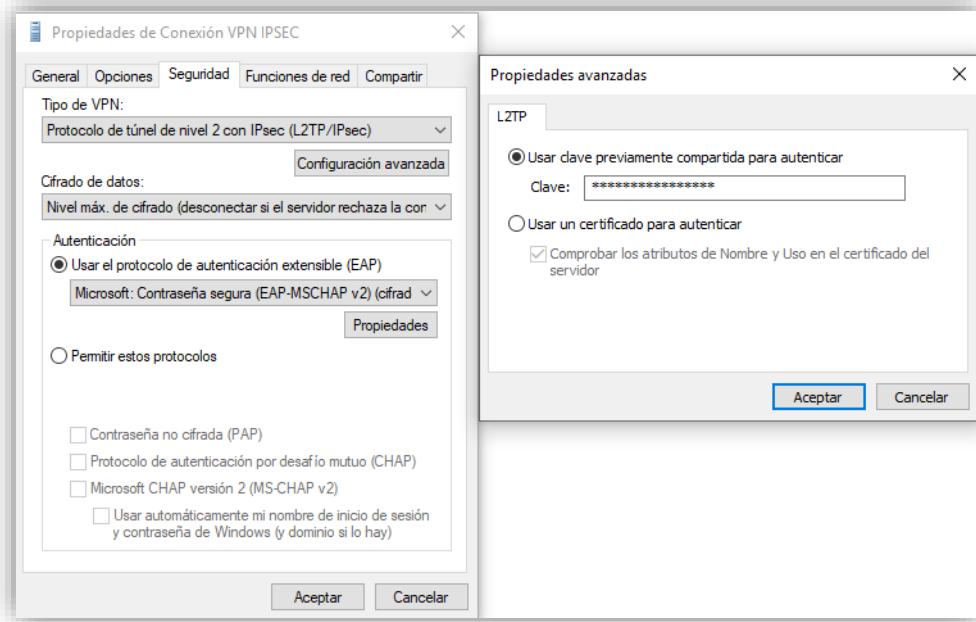 Propiedades de Conexión VPN IPSEC
General Opciones Seguridad Funciones de red Compartir
Tipo de VPN:
Protocolo de túnel de nivel 2 con IPsec (L2TP/IPsec)
Configuración avanzada
Cifrado de datos:
Nivel máx. de cifrado (desconectar si el servidor rechaza la con
Autenticación
Usar el protocolo de autenticación extensible (EAP)
Microsoft: Contraseña segura (EAP-MSCHAP v2) (cifrad
Propiedades
Permitir estos protocolos
Contraseña no cifrada (PAP)
Protocolo de autenticación por desafío mutuo (CHAP)
Microsoft CHAP versión 2 (MS-CHAP v2)
Usar automáticamente mi nombre de inicio de sesión
y contraseña de Windows (y dominio si lo hay)
Aceptar Cancelar
Propiedades avanzadas
L2TP
Usar clave previamente compartida para autenticar
Clave: ****************
Usar un certificado para autenticar
Comprobar los atributos de Nombre y Uso en el certificado del
servidor
Aceptar Cancelar